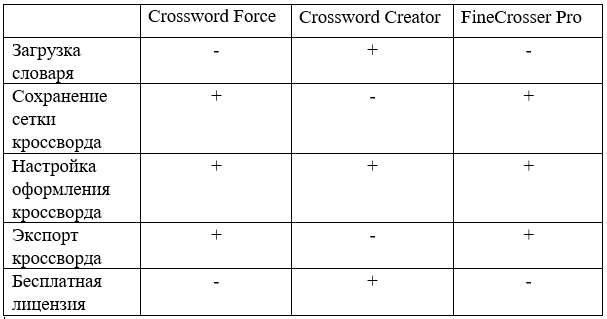 Crossword Force Crossword Creator FineCrosser Pro
Загрузка
словаря
- + -
Сохранение
сетки
кроссворда
+ - +
Настройка
оформления
кроссворда
+ + +
Экспорт
кроссворда
+ - +
Бесплатная
лицензия
- + -